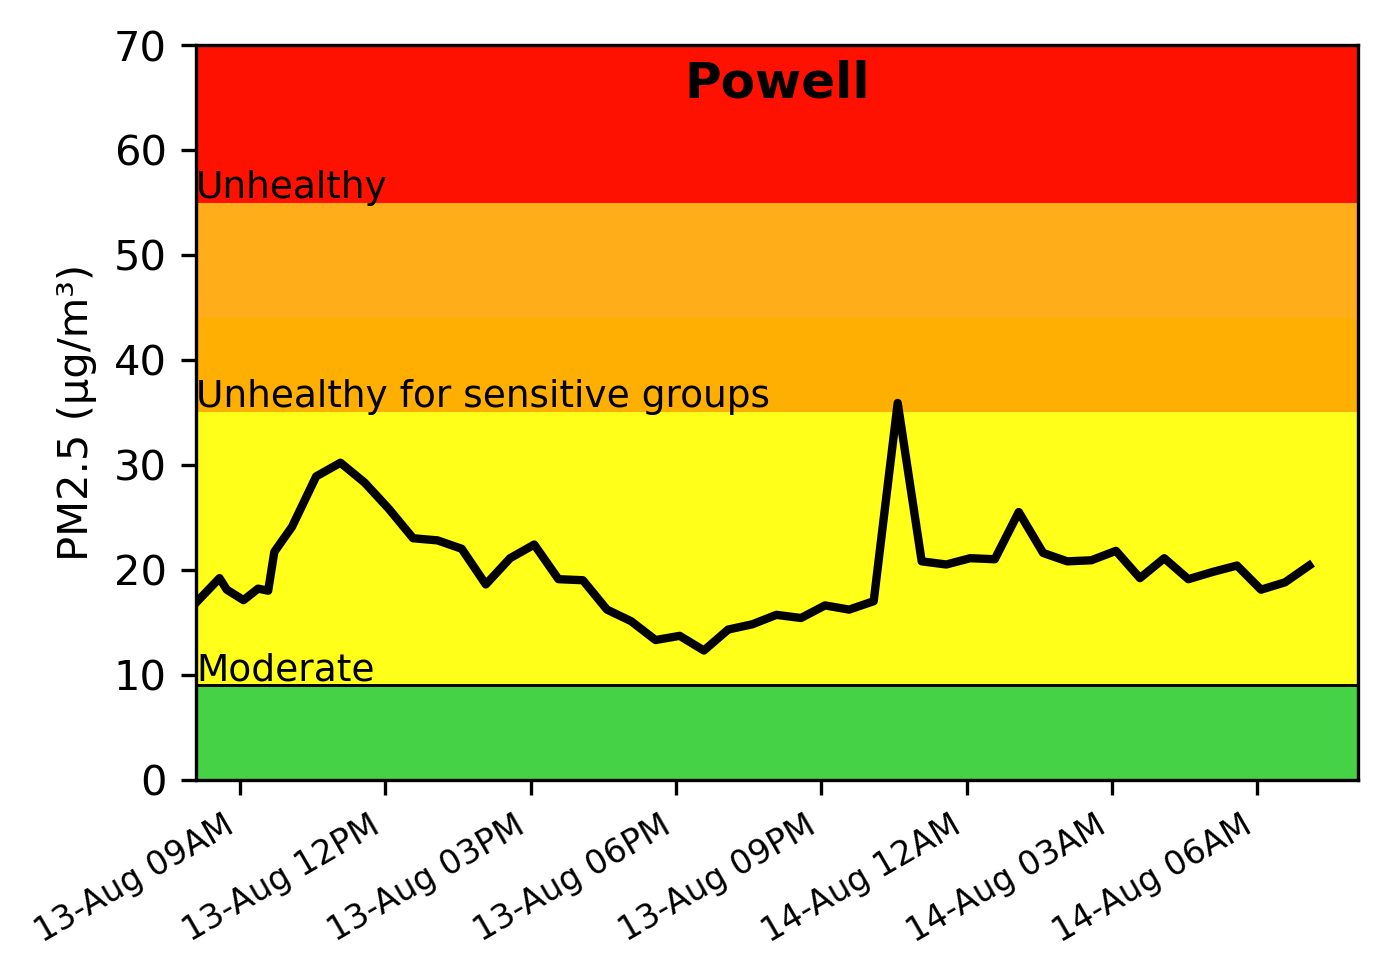 Powell
70
60
Unhealthy
50
40
Unhealthy for sensitive groups
30
20
Moderate
10
0
PM2.5 (µg/m³)
13-Aug 09AM
13-Aug 12PM
13-Aug 03PM
13-Aug 06PM
13-Aug 09PM
14-Aug 12AM
14-Aug 03AM
14-Aug 06AM